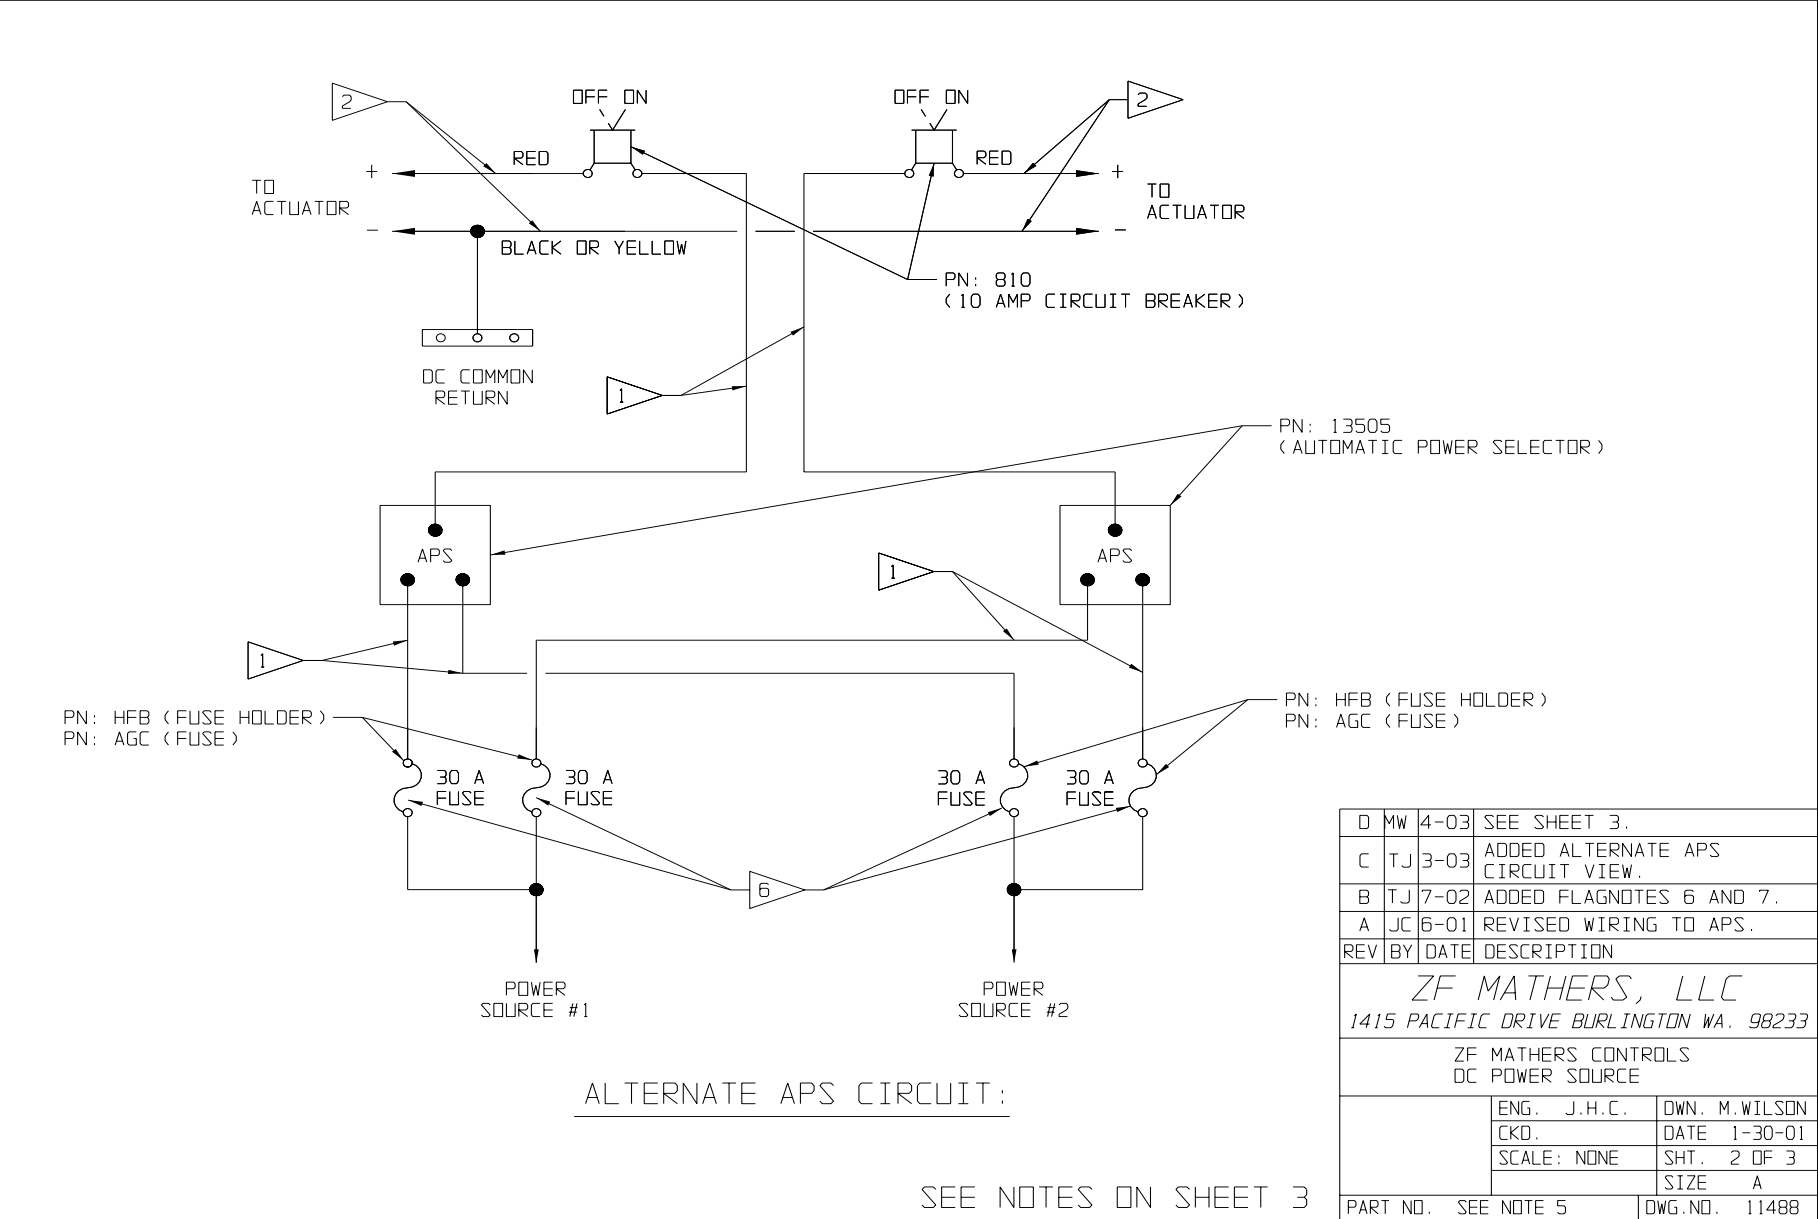 2
OFF ON
OFF ON
2
RED
RED
+
+
TO
ACTUATOR
TO
ACTUATOR
-
-
BLACK OR YELLOW
PN: 810
(10 AMP CIRCUIT BREAKER)
DC COMMON
RETURN
1
PN: 13505
(AUTOMATIC POWER SELECTOR)
APS
APS
1
1
PN: HFB (FUSE HOLDER)
PN: AGC (FUSE)
PN: HFB (FUSE HOLDER)
PN: AGC (FUSE)
30 A
FUSE
30 A
FUSE
30 A
FUSE
30 A
FUSE
6
POWER
SOURCE #1
POWER
SOURCE #2
ALTERNATE APS CIRCUIT:
SEE NOTES ON SHEET 3
D MW 4-03 SEE SHEET 3.
C TJ 3-03 ADDED ALTERNATE APS
CIRCUIT VIEW.
B TJ 7-02 ADDED FLAGNOTES 6 AND 7.
A JC 6-01 REVISED WIRING TO APS.
REV BY DATE DESCRIPTION
ZF MATHERS, LLC
1415 PACIFIC DRIVE BURLINGTON WA. 98233
ZF MATHERS CONTROLS
DC POWER SOURCE
ENG. J.H.C. DWN. M.WILSON
CKD. DATE 1-30-01
SCALE: NONE SHT. 2 OF 3
SIZE A
PART NO. SEE NOTE 5 DWG.NO. 11488